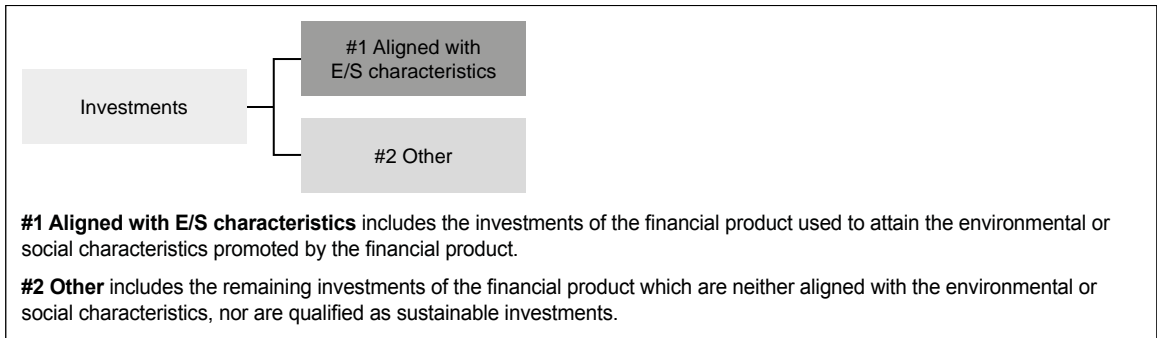 #1 Aligned with
E/S characteristics
Investments
#2 Other
#1 Aligned with E/S characteristics includes the investments of the financial product used to attain the environmental or
social characteristics promoted by the financial product.
#2 Other includes the remaining investments of the financial product which are neither aligned with the environmental or
social characteristics, nor are qualified as sustainable investments.